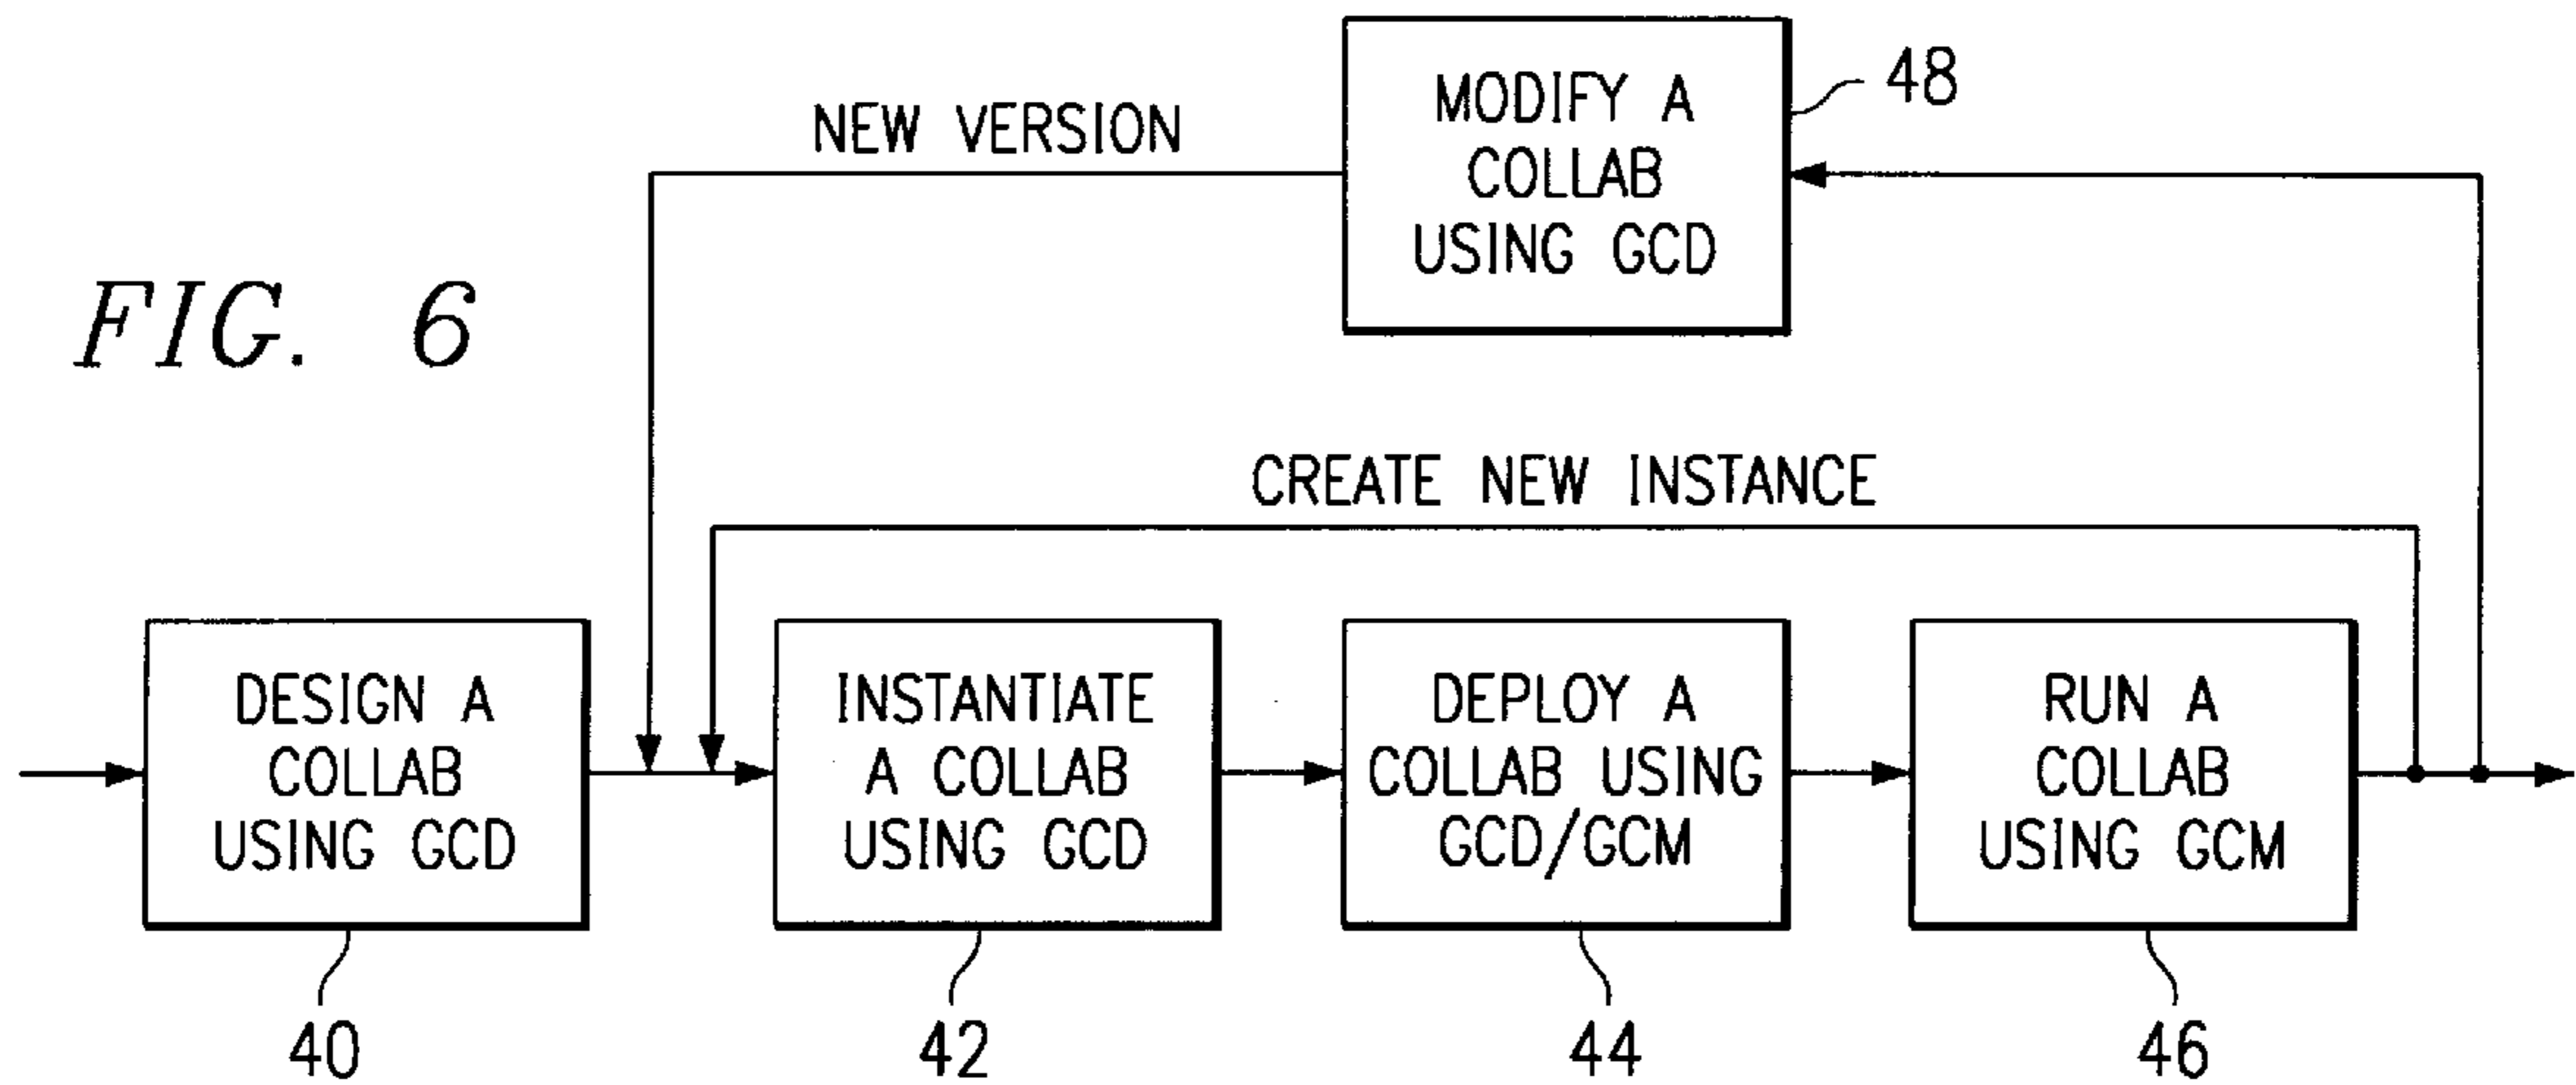 MODIFY A
COLLAB
USING GCD
48
NEW VERSION
FIG. 6
CREATE NEW INSTANCE
DESIGN A
COLLAB
USING GCD
INSTANTIATE
A COLLAB
USING GCD
DEPLOY A
COLLAB USING
GCD/GCM
RUN A
COLLAB
USING GCM
40
42
44
46